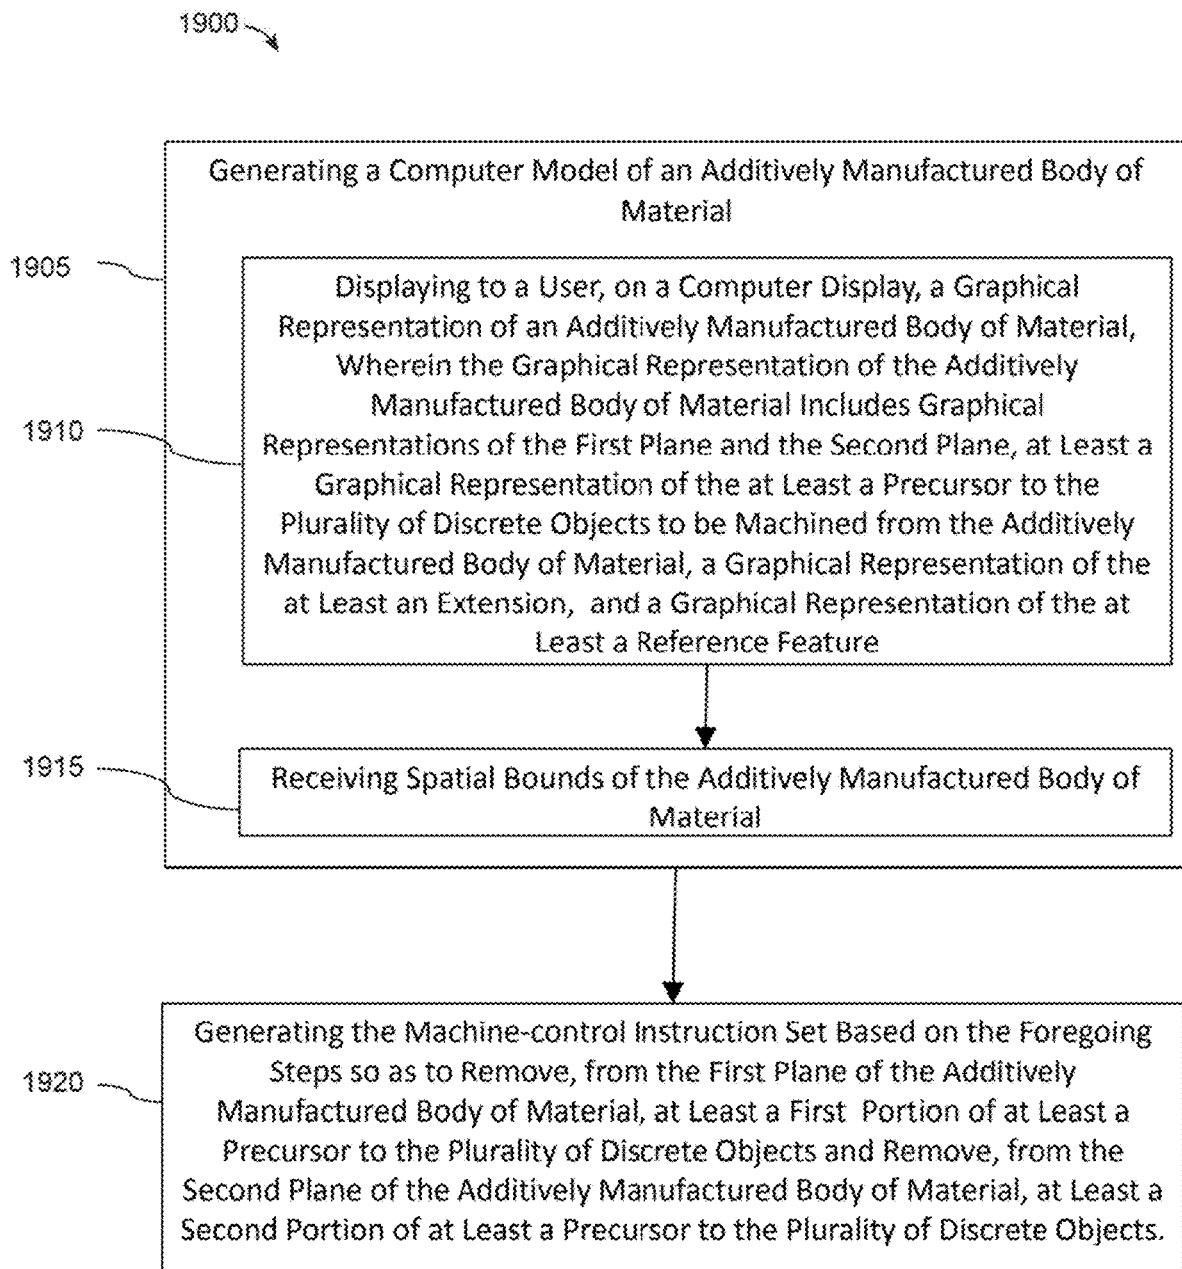 1900
Generating a Computer Model of an Additively Manufactured Body of
Material
1905
Displaying to a User, on a Computer Display, a Graphical
Representation of an Additively Manufactured Body of Material,
Wherein the Graphical Representation of the Additively
Manufactured Body of Material Includes Graphical
1910
Representations of the First Plane and the Second Plane, at Least a
Graphical Representation of the at Least a Precursor to the
Plurality of Discrete Objects to be Machined from the Additively
Manufactured Body of Material, a Graphical Representation of the
at Least an Extension, and a Graphical Representation of the at
Least a Reference Feature
1915
Receiving Spatial Bounds of the Additively Manufactured Body of
Material
Generating the Machine-control Instruction Set Based on the Foregoing
1920
Steps so as to Remove, from the First Plane of the Additively
Manufactured Body of Material, at Least a First Portion of at Least a
Precursor to the Plurality of Discrete Objects and Remove, from the
Second Plane of the Additively Manufactured Body of Material, at Least a
Second Portion of at Least a Precursor to the Plurality of Discrete Objects.